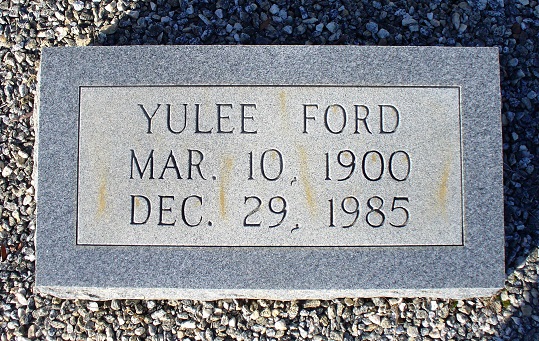 YULEE FORD
MAR. 10, 1900
DEC. 29, 1985